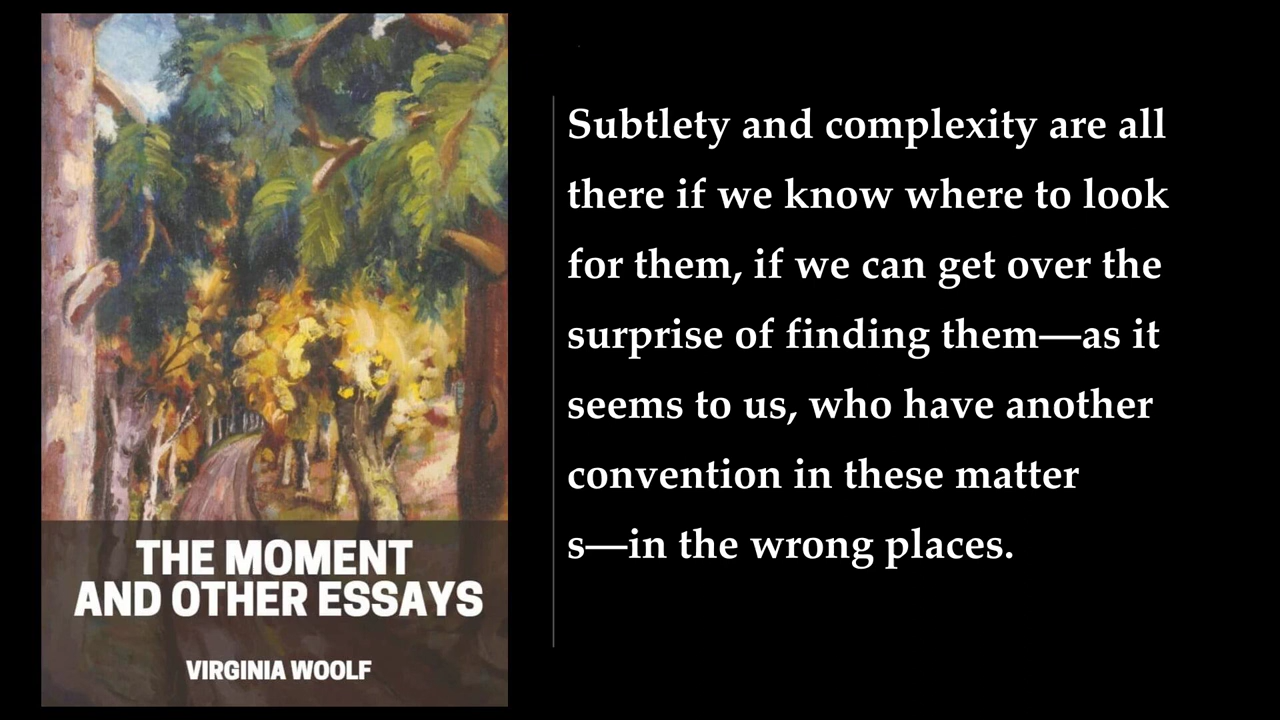 THE MOMENT
AND OTHER ESSAYS
VIRGINIA WOOLF
Subtlety and complexity are all
there if we know where to look
for them, if we can get over the
surprise of finding them—as it
seems to us, who have another
convention in these matter
s—in the wrong places.